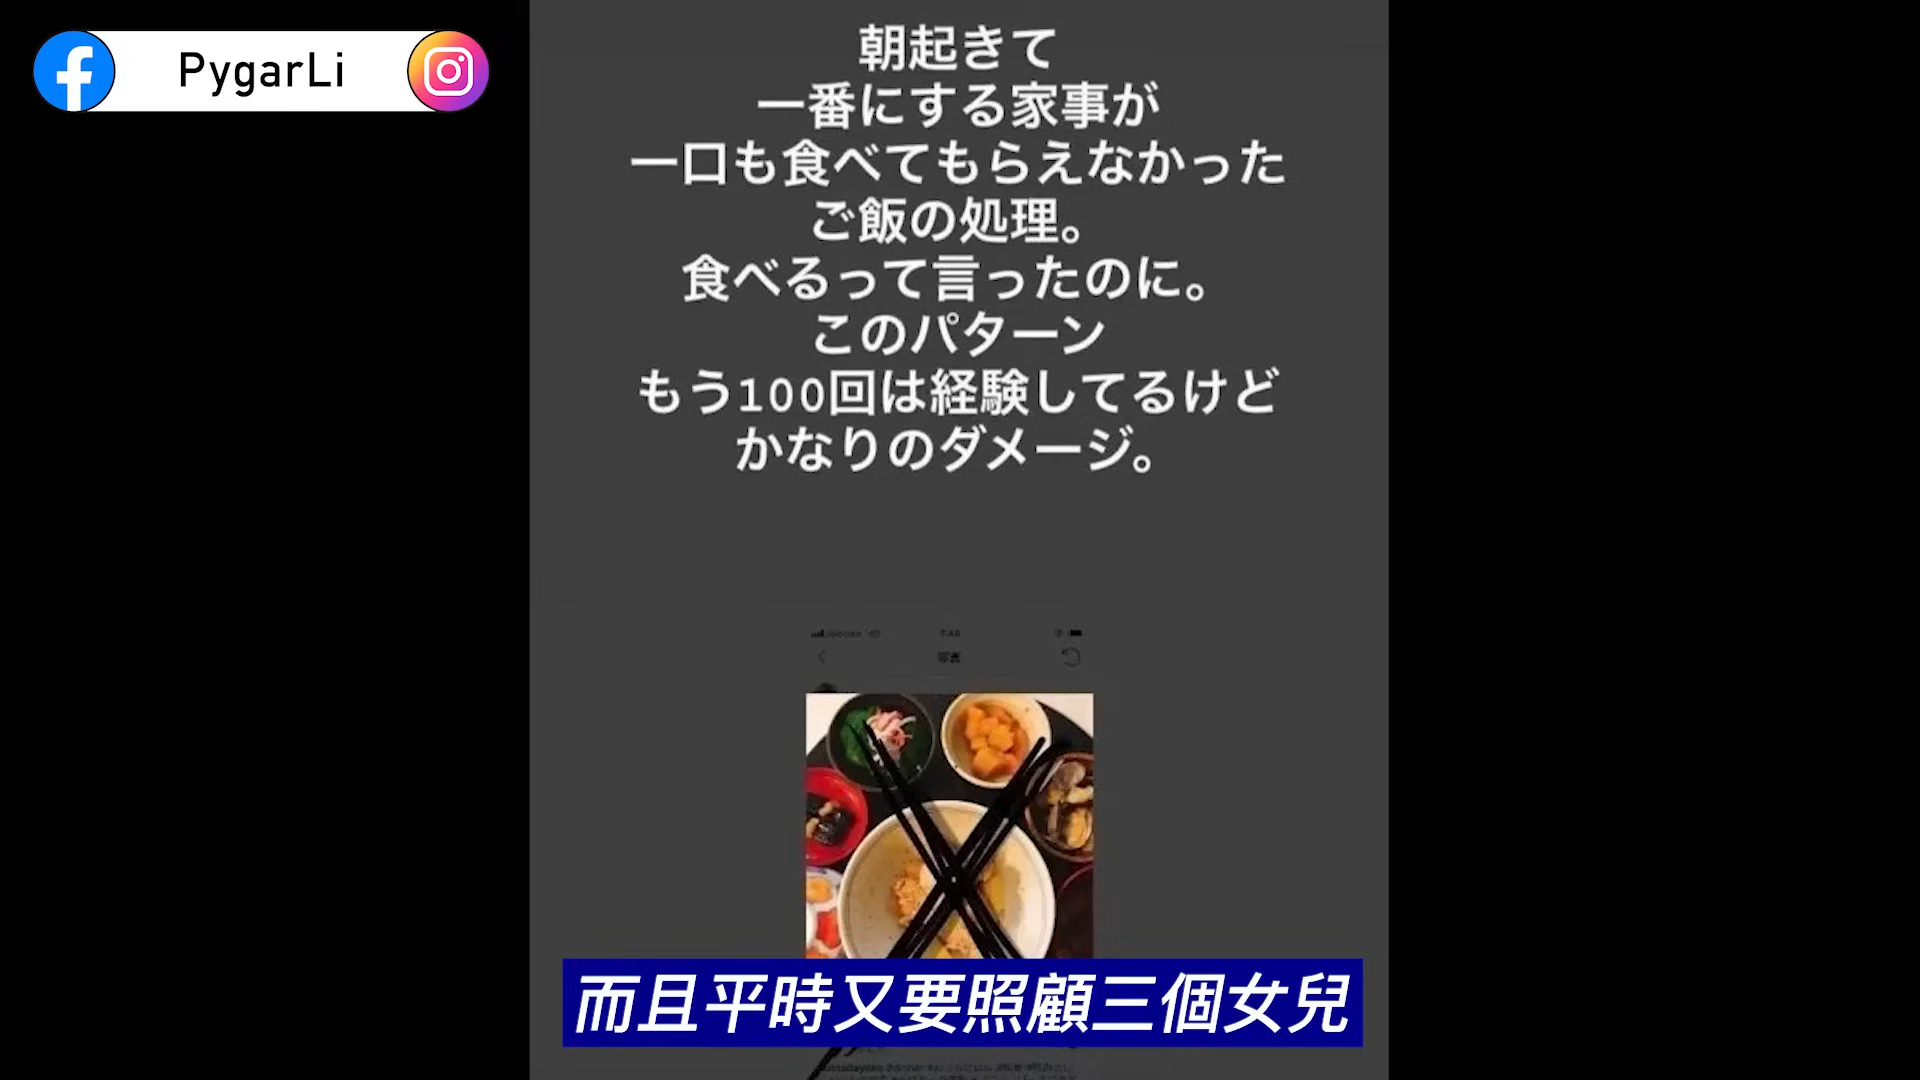 PygarLi
朝起きて
一番にする家事が
一口も食べてもらえなかった
ご飯の処理。
食べるって言ったのに。
このパターン
もう100回は経験してるけど
かなりのダメージ。
写真
而且平時又要照顧三個女兒